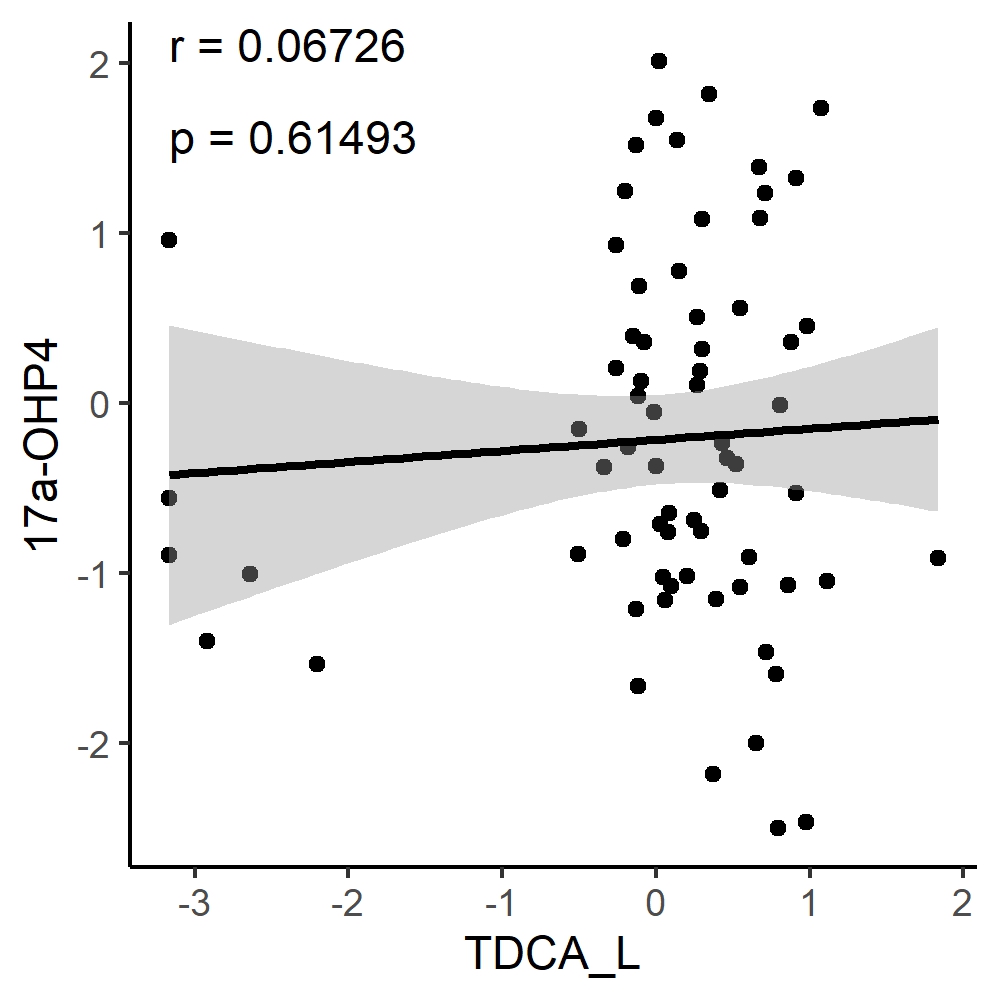 r = 0.06726
p = 0.61493
17a-OHP4
2
1
0
-1
-2
-3 -2 -1 0 1 2
TDCA_L